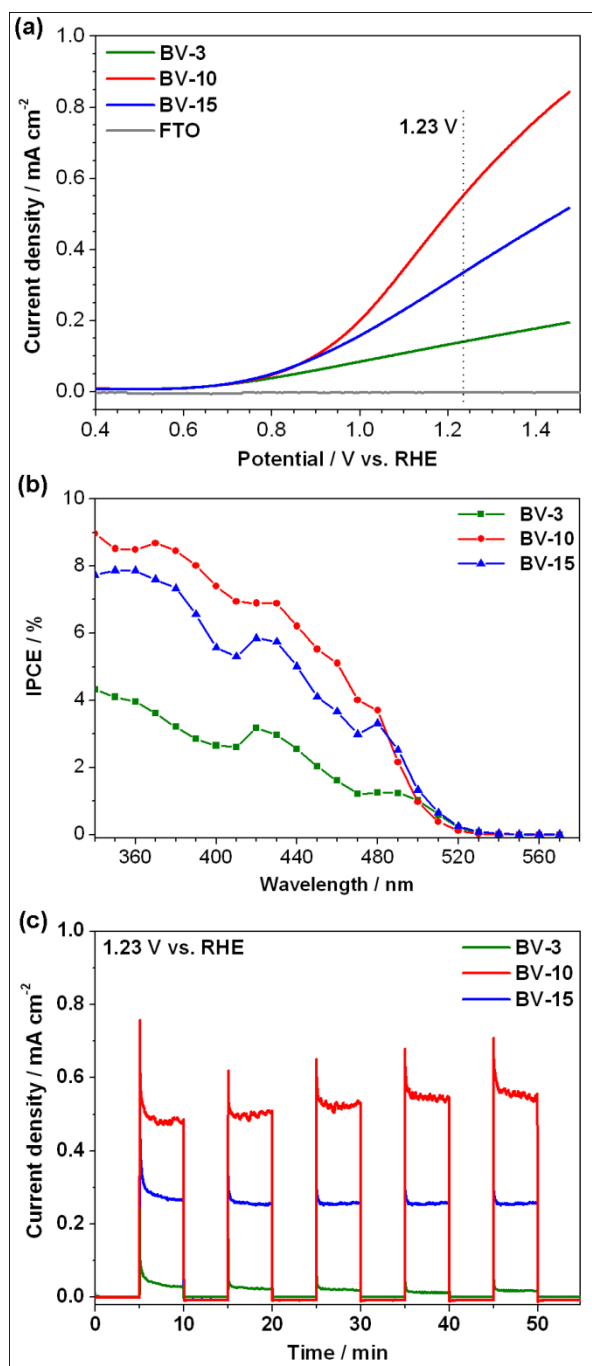 (a)
1.0
0.8
0.6
0.4
0.2
0.0
Current density / mA cm⁻²
BV-3
BV-10
BV-15
FTO
1.23 V
0.4 0.6 0.8 1.0 1.2 1.4
Potential / V vs. RHE
(b)
10
8
6
4
2
0
IPCE / %
BV-3
BV-10
BV-15
360 400 440 480 520 560
Wavelength / nm
(c)
1.0
0.8
0.6
0.4
0.2
0.0
Current density / mA cm⁻²
1.23 V vs. RHE
BV-3
BV-10
BV-15
0 10 20 30 40 50
Time / min